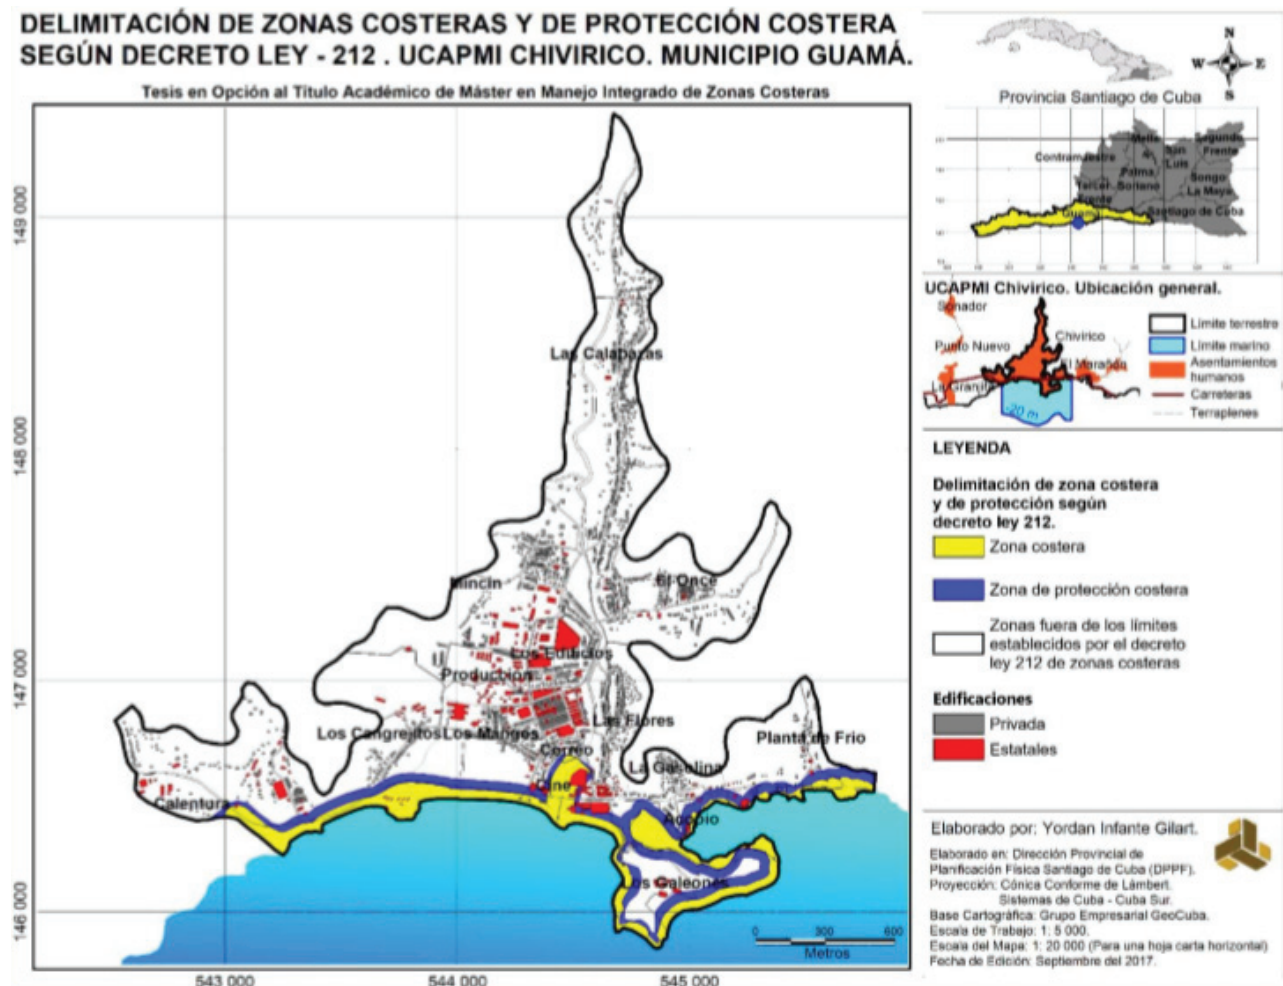 DELIMITACIÓN DE ZONAS COSTERAS Y DE PROTECCIÓN COSTERA
SEGÚN DECRETO LEY - 212 . UCAPMI CHIVIRICO. MUNICIPIO GUAMÁ.
Tesis en Opción al Título Académico de Máster en Manejo Integrado de Zonas Costeras
149 000
148 000
147 000
146 000
543 000
544 000
545 000
Las Calabazas
Mincin
El Once
Los Edificios
Producción
Las Flores
Los Cangrejitos
Los Mangos
Correo
Planta de Frio
La Gasolina
Cine
Calentura
Acopio
Los Galeones
0 300 600
Metros
N
W E
S
Provincia Santiago de Cuba
Mella
Segundo
Frente
Contramaestre
San
Luis
Palma
Soriano
Songo
La Maya
Tercer
Frente
Guamá
Santiago de Cuba
UCAPMI Chivirico. Ubicación general.
Sonador
Chivirico
Punto Nuevo
El Marañón
La Granja
-20 m
Límite terrestre
Límite marino
Asentamientos
humanos
Carreteras
Terraplenes
LEYENDA
Delimitación de zona costera
y de protección según
decreto ley 212.
Zona costera
Zona de protección costera
Zonas fuera de los límites
establecidos por el decreto
ley 212 de zonas costeras
Edificaciones
Privada
Estatales
Elaborado por: Yordan Infante Gilart.
Elaborado en: Dirección Provincial de
Planificación Física Santiago de Cuba (DPPF).
Proyección: Cónica Conforme de Lámbert.
Sistemas de Cuba - Cuba Sur.
Base Cartográfica: Grupo Empresarial GeoCuba.
Escala de Trabajo: 1: 5 000.
Escala del Mapa: 1: 20 000 (Para una hoja carta horizontal)
Fecha de Edición: Septiembre del 2017.